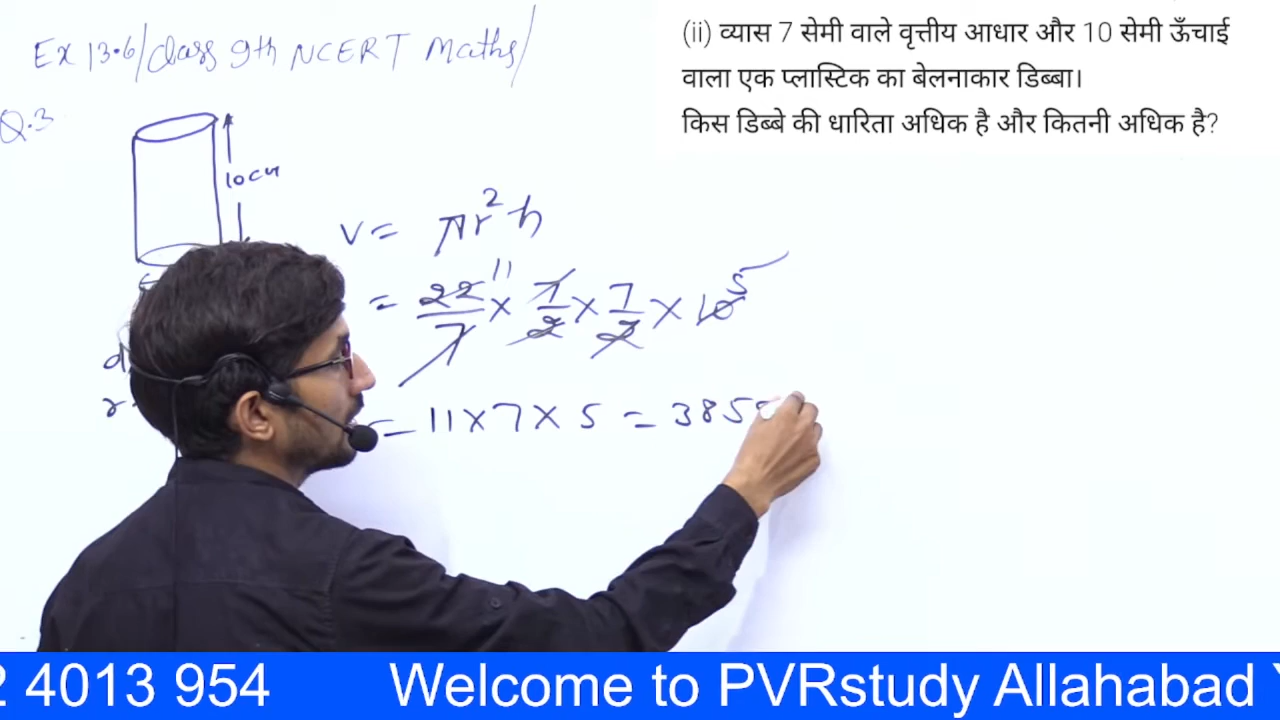 Ex 13.6/class 9th NCERT Maths/
(ii) व्यास 7 सेमी वाले वृत्तीय आधार और 10 सेमी ऊँचाई
वाला एक प्लास्टिक का बेलनाकार डिब्बा।
किस डिब्बे की धारिता अधिक है और कितनी अधिक है?
Q.3
10cm
V = πr²h
= 22/7 11 × 7/2 × 7/2 × 10 5
d
r
= 11 × 7 × 5 = 385
2 4013 954 Welcome to PVRstudy Allahabad Y